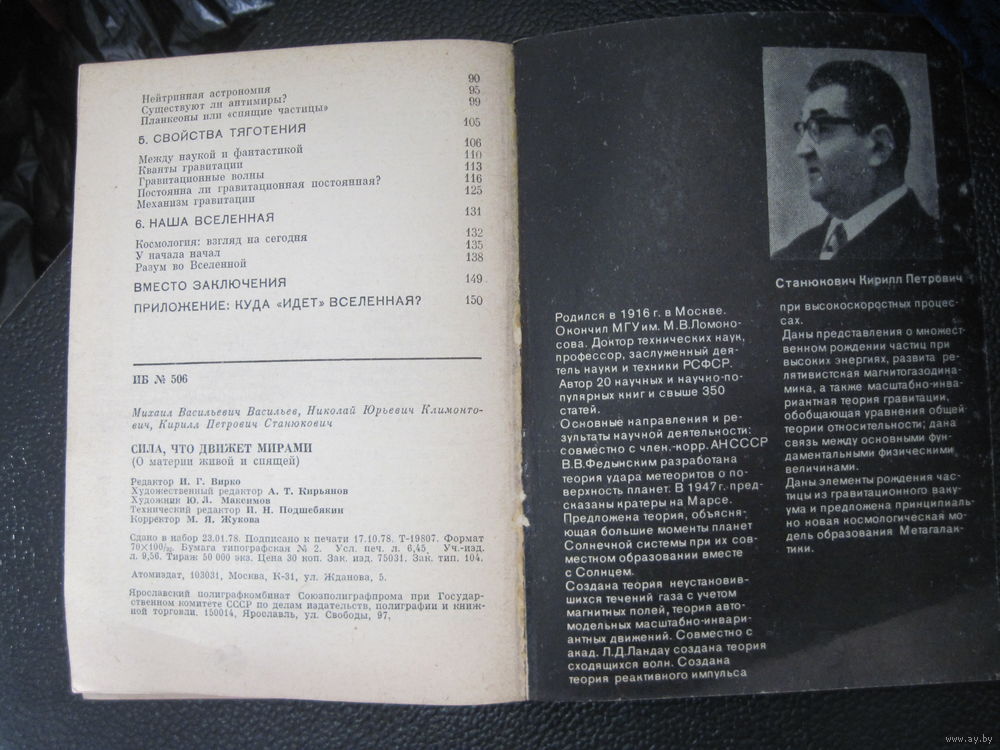 90
Нейтринная астрономия 95
Существуют ли антимиры? 99
Планкеоны или «спящие частицы»
5. СВОЙСТВА ТЯГОТЕНИЯ 105
Между наукой и фантастикой 106
Кванты гравитации 110
Гравитационные волны 113
Постоянна ли гравитационная постоянная? 116
Механизм гравитации 125
6. НАША ВСЕЛЕННАЯ 131
Космология: взгляд на сегодня 132
У начала начал 135
Разум во Вселенной 138
ВМЕСТО ЗАКЛЮЧЕНИЯ 149
ПРИЛОЖЕНИЕ: КУДА «ИДЕТ» ВСЕЛЕННАЯ? 150
ИБ № 506
Михаил Васильевич Васильев, Николай Юрьевич Климонто-
вич, Кирилл Петрович Станюкович
СИЛА, ЧТО ДВИЖЕТ МИРАМИ
(О материи живой и спящей)
Редактор И. Г. Вирко
Художественный редактор А. Т. Кирьянов
Художник Ю. Л. Максимов
Технический редактор И. Н. Подшебякин
Корректор М. Я. Жукова
Сдано в набор 23.01.78. Подписано к печати 17.10.78. Т-19807. Формат
70×100/32. Бумага типографская № 2. Усл. печ. л. 6,45. Уч.-изд.
л. 9,56. Тираж 50 000 экз. Цена 30 коп. Зак. изд. 75031. Зак. тип. 104.
Атомиздат, 103031, Москва, К-31, ул. Жданова, 5.
Ярославский полиграфкомбинат Союзполиграфпрома при Государ-
ственном комитете СССР по делам издательств, полиграфии и книж-
ной торговли. 150014, Ярославль, ул. Свободы, 97,
Станюкович Кирилл Петрович
Родился в 1916 г. в Москве.
Окончил МГУ им. М.В.Ломоно-
сова. Доктор технических наук,
профессор, заслуженный дея-
тель науки и техники РСФСР.
Автор 20 научных и научно-по-
пулярных книг и свыше 350
статей.
Основные направления и ре-
зультаты научной деятельности:
совместно с член.-корр. АН СССР
В.В.Федынским разработана
теория удара метеоритов о по-
верхность планет. В 1947 г. пред-
сказаны кратеры на Марсе.
Предложена теория, объясня-
ющая большие моменты планет
Солнечной системы при их сов-
местном образовании вместе
с Солнцем.
Создана теория неустановив-
шихся течений газа с учетом
магнитных полей, теория авто-
модельных масштабно-инвари-
антных движений. Совместно с
акад. Л.Д.Ландау создана теория
сходящихся волн. Создана
теория реактивного импульса
при высокоскоростных процес-
сах.
Даны представления о множест-
венном рождении частиц при
высоких энергиях, развита ре-
лятивистская магнитогазодина-
мика, а также масштабно-инва-
риантная теория гравитации,
обобщающая уравнения общей
теории относительности; дана
связь между основными фун-
даментальными физическими
величинами.
Даны элементы рождения час-
тицы из гравитационного ваку-
ума и предложена принципиаль-
но новая космологическая мо-
дель образования Метагалак-
тики.
www.ay.by